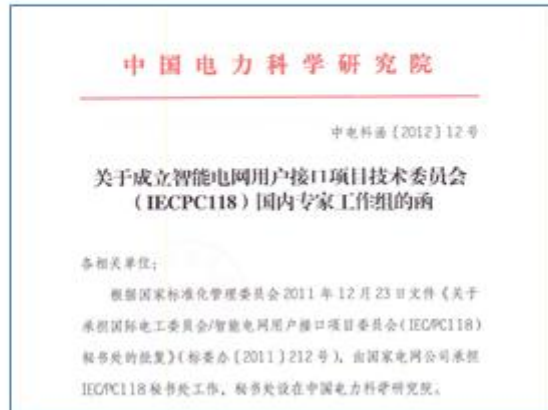 中国电力科学研究院
中电科函〔2012〕12号
关于成立智能电网用户接口项目技术委员会
（IECPC118）国内专家工作组的函
各相关单位：
根据国家标准化管理委员会2011年12月23日文件《关于
承担国际电工委员会/智能电网用户接口项目委员会（IEC/PC118）
秘书处的批复》（标委办〔2011〕212号），由国家电网公司承担
IEC/PC118秘书处工作，秘书处设在中国电力科学研究院。